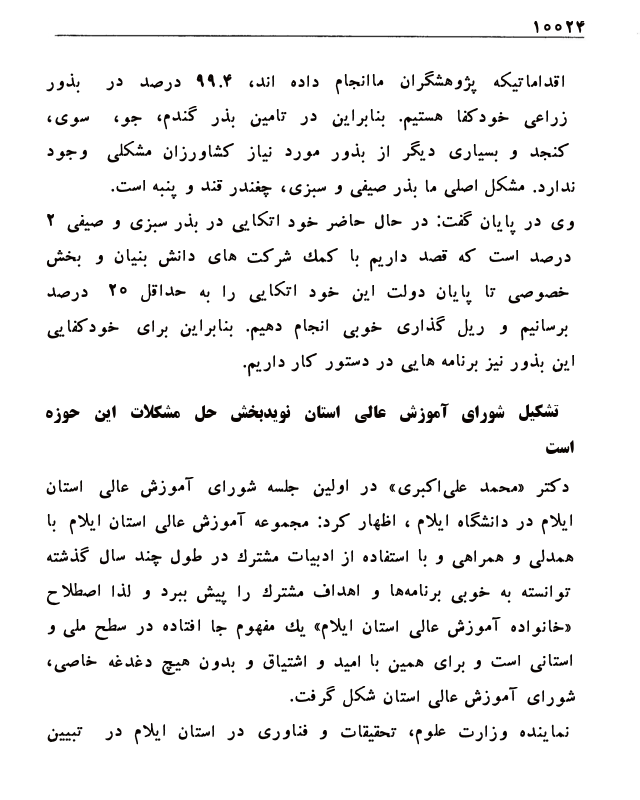 ۱۰۰۲۴
اقداماتیکه پژوهشگران ماانجام داده اند، ۹۹.۴ درصد در بذور
زراعی خودکفا هستیم. بنابراین در تامین بذر گندم، جو، سوی،
کنجد و بسیاری دیگر از بذور مورد نیاز کشاورزان مشکلی وجود
ندارد. مشکل اصلی ما بذر صیفی و سبزی، چغندر قند و پنبه است.
وی در پایان گفت: در حال حاضر خود اتکایی در بذر سبزی و صیفی ۲
درصد است که قصد داریم با کمك شرکت های دانش بنیان و بخش
خصوصی تا پایان دولت این خود اتکایی را به حداقل ۲۰ درصد
برسانیم و ریل گذاری خوبی انجام دهیم. بنابراین برای خودکفایی
این بذور نیز برنامه هایی در دستور کار داریم.
تشکیل شورای آموزش عالی استان نویدبخش حل مشکلات این حوزه
است
دکتر «محمد علی‌اکبری» در اولین جلسه شورای آموزش عالی استان
ایلام در دانشگاه ایلام ، اظهار کرد: مجموعه آموزش عالی استان ایلام با
همدلی و همراهی و با استفاده از ادبیات مشترك در طول چند سال گذشته
توانسته به خوبی برنامه‌ها و اهداف مشترك را پیش ببرد و لذا اصطلاح
«خانواده آموزش عالی استان ایلام» یك مفهوم جا افتاده در سطح ملی و
استانی است و برای همین با امید و اشتیاق و بدون هیچ دغدغه خاصی،
شورای آموزش عالی استان شکل گرفت.
نماینده وزارت علوم، تحقیقات و فناوری در استان ایلام در تبیین